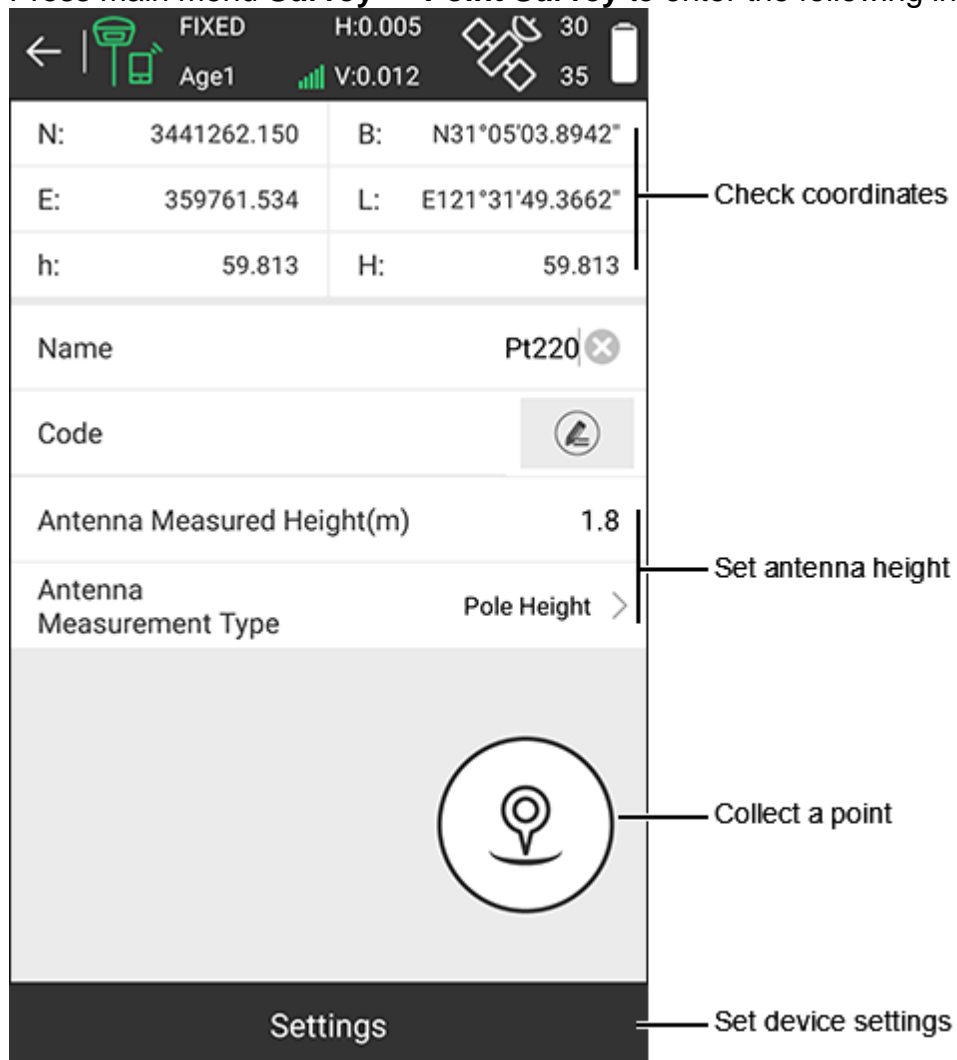 FIXED H:0.005 30
Age1 V:0.012 35
N: 3441262.150 B: N31°05'03.8942"
E: 359761.534 L: E121°31'49.3662"
Check coordinates
h: 59.813 H: 59.813
Name Pt220
Code
Antenna Measured Height(m) 1.8
Set antenna height
Antenna
Measurement Type Pole Height >
Collect a point
Settings
Set device settings